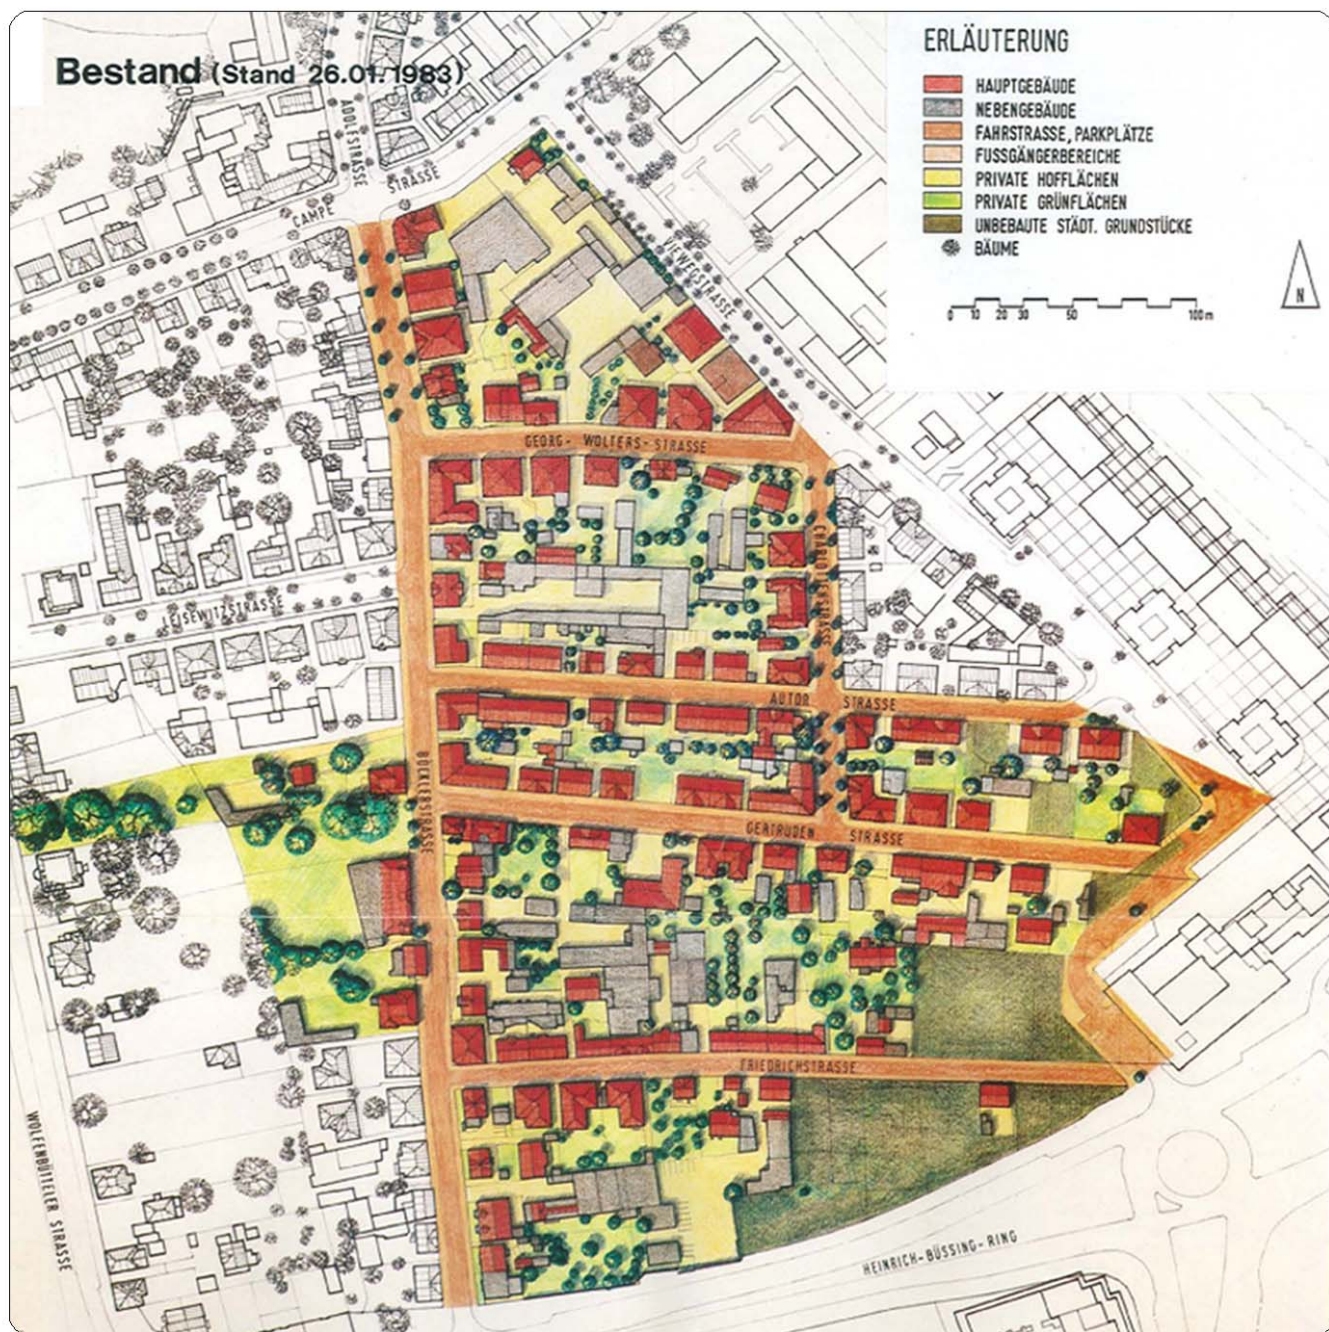 Bestand (Stand 26.01.1983)
ERLÄUTERUNG
HAUPTGEBÄUDE
NEBENGEBÄUDE
FAHRSTRASSE, PARKPLÄTZE
FUSSGÄNGERBEREICHE
PRIVATE HOFFLÄCHEN
PRIVATE GRÜNFLÄCHEN
UNBEBAUTE STÄDT. GRUNDSTÜCKE
BÄUME
0 10 20 30 50 100m
N
ADOLFSTRASSE
CAMPE STRASSE
VIEWEGSTRASSE
GEORG-WOLTERS-STRASSE
CHARLOTTENSTRASSE
LEISEWITZSTRASSE
AUTOR STRASSE
BÖCKLERSTRASSE
GERTRUDEN STRASSE
FRIEDRICHSTRASSE
WOLFENBÜTTELER STRASSE
HEINRICH-BÜSSING-RING